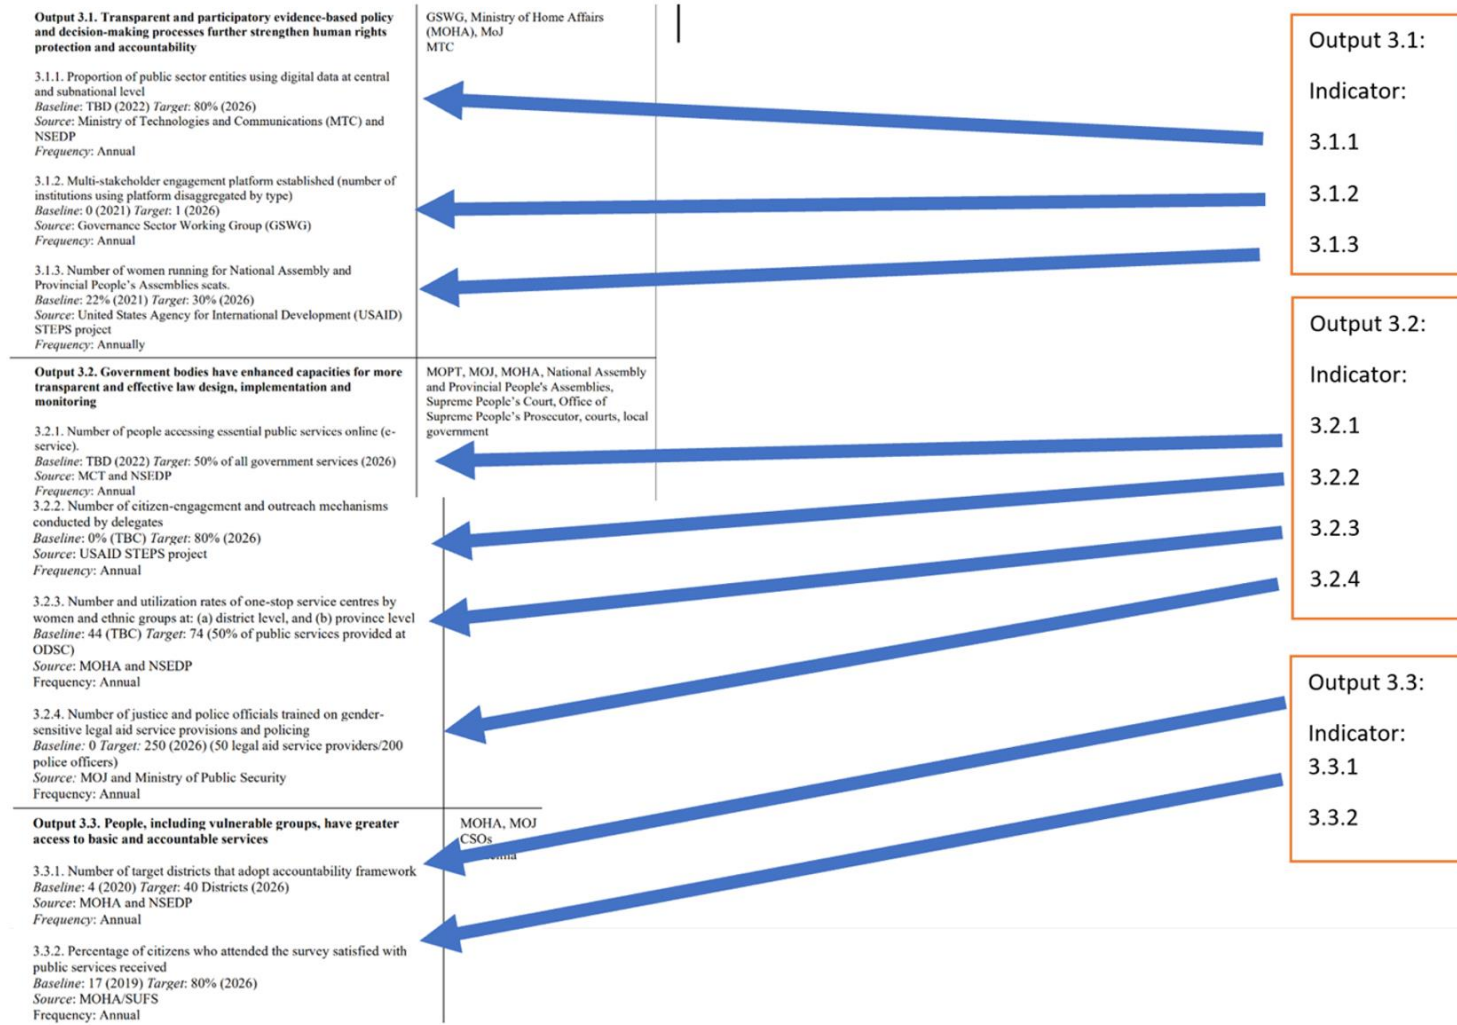 Output 3.1. Transparent and participatory evidence-based policy
and decision-making processes further strengthen human rights
protection and accountability
3.1.1. Proportion of public sector entities using digital data at central
and subnational level
Baseline: TBD (2022) Target: 80% (2026)
Source: Ministry of Technologies and Communications (MTC) and
NSEDP
Frequency: Annual
3.1.2. Multi-stakeholder engagement platform established (number of
institutions using platform disaggregated by type)
Baseline: 0 (2021) Target: 1 (2026)
Source: Governance Sector Working Group (GSWG)
Frequency: Annual
3.1.3. Number of women running for National Assembly and
Provincial People's Assemblies seats.
Baseline: 22% (2021) Target: 30% (2026)
Source: United States Agency for International Development (USAID)
STEPS project
Frequency: Annually
GSWG, Ministry of Home Affairs
(MOHA), MoJ
MTC
Output 3.2. Government bodies have enhanced capacities for more
transparent and effective law design, implementation and
monitoring
3.2.1. Number of people accessing essential public services online (e-
service).
Baseline: TBD (2022) Target: 50% of all government services (2026)
Source: MCT and NSEDP
Frequency: Annual
3.2.2. Number of citizen-engagement and outreach mechanisms
conducted by delegates
Baseline: 0% (TBC) Target: 80% (2026)
Source: USAID STEPS project
Frequency: Annual
3.2.3. Number and utilization rates of one-stop service centres by
women and ethnic groups at: (a) district level, and (b) province level
Baseline: 44 (TBC) Target: 74 (50% of public services provided at
ODSC)
Source: MOHA and NSEDP
Frequency: Annual
3.2.4. Number of justice and police officials trained on gender-
sensitive legal aid service provisions and policing
Baseline: 0 Target: 250 (2026) (50 legal aid service providers/200
police officers)
Source: MOJ and Ministry of Public Security
Frequency: Annual
MOPT, MOJ, MOHA, National Assembly
and Provincial People's Assemblies,
Supreme People's Court, Office of
Supreme People's Prosecutor, courts, local
government
Output 3.3. People, including vulnerable groups, have greater
access to basic and accountable services
3.3.1. Number of target districts that adopt accountability framework
Baseline: 4 (2020) Target: 40 Districts (2026)
Source: MOHA and NSEDP
Frequency: Annual
3.3.2. Percentage of citizens who attended the survey satisfied with
public services received
Baseline: 17 (2019) Target: 80% (2026)
Source: MOHA/SUFS
Frequency: Annual
MOHA, MOJ
CSOs
Output 3.1:
Indicator:
3.1.1
3.1.2
3.1.3
Output 3.2:
Indicator:
3.2.1
3.2.2
3.2.3
3.2.4
Output 3.3:
Indicator:
3.3.1
3.3.2